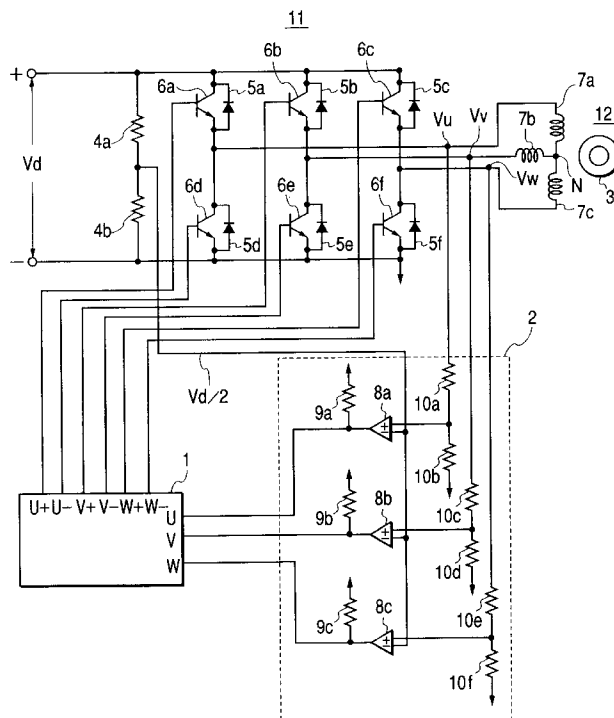 11
6a
5a
6b
5b
6c
5c
7a
+
4a
Vu
7b
Vv
12
Vd
Vw
N
3
4b
6d
5d
6e
5e
6f
5f
7c
−
2
Vd/2
9a
8a
10a
10b
1
U+ U− V+ V− W+ W−
U
V
W
9b
8b
10c
10d
9c
8c
10e
10f